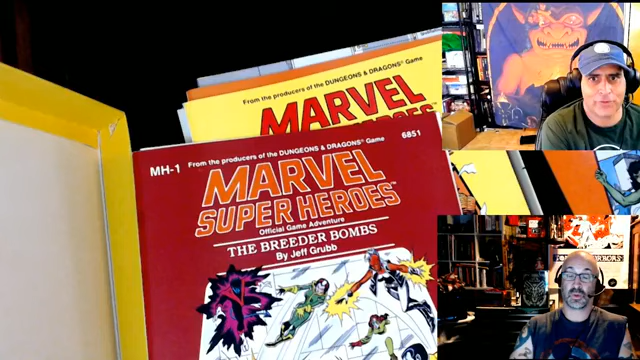 From the producers of the DUNGEONS & DRAGONS Game
MARVEL
MH-1
From the producers of the DUNGEONS & DRAGONS Game
6851
MARVEL
SUPER HEROES
Official Game Adventure
THE BREEDER BOMBS
By Jeff Grubb